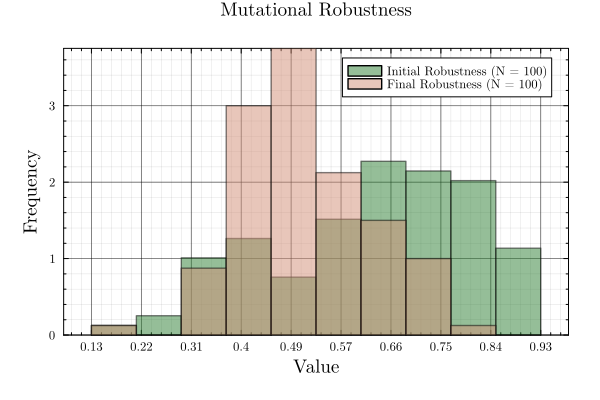 Mutational Robustness
Initial Robustness (N = 100)
Final Robustness (N = 100)
Frequency
3
2
1
0
0.13 0.22 0.31 0.4 0.49 0.57 0.66 0.75 0.84 0.93
Value